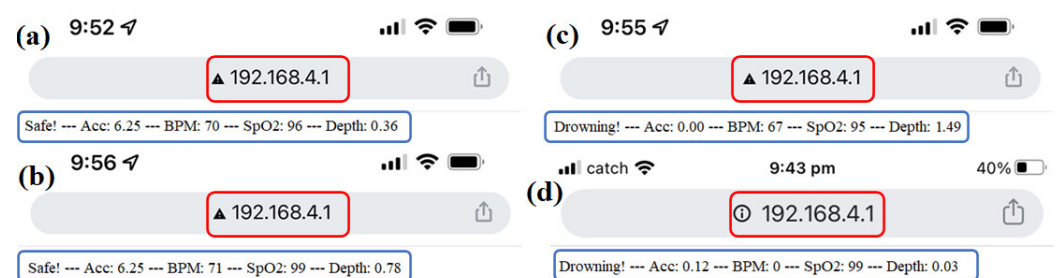 (a) 9:52
192.168.4.1
Safe! --- Acc: 6.25 --- BPM: 70 --- SpO2: 96 --- Depth: 0.36
(b) 9:56
192.168.4.1
Safe! --- Acc: 6.25 --- BPM: 71 --- SpO2: 99 --- Depth: 0.78
(c) 9:55
192.168.4.1
Drowning! --- Acc: 0.00 --- BPM: 67 --- SpO2: 95 --- Depth: 1.49
(d) catch 9:43 pm 40%
192.168.4.1
Drowning! --- Acc: 0.12 --- BPM: 0 --- SpO2: 99 --- Depth: 0.03